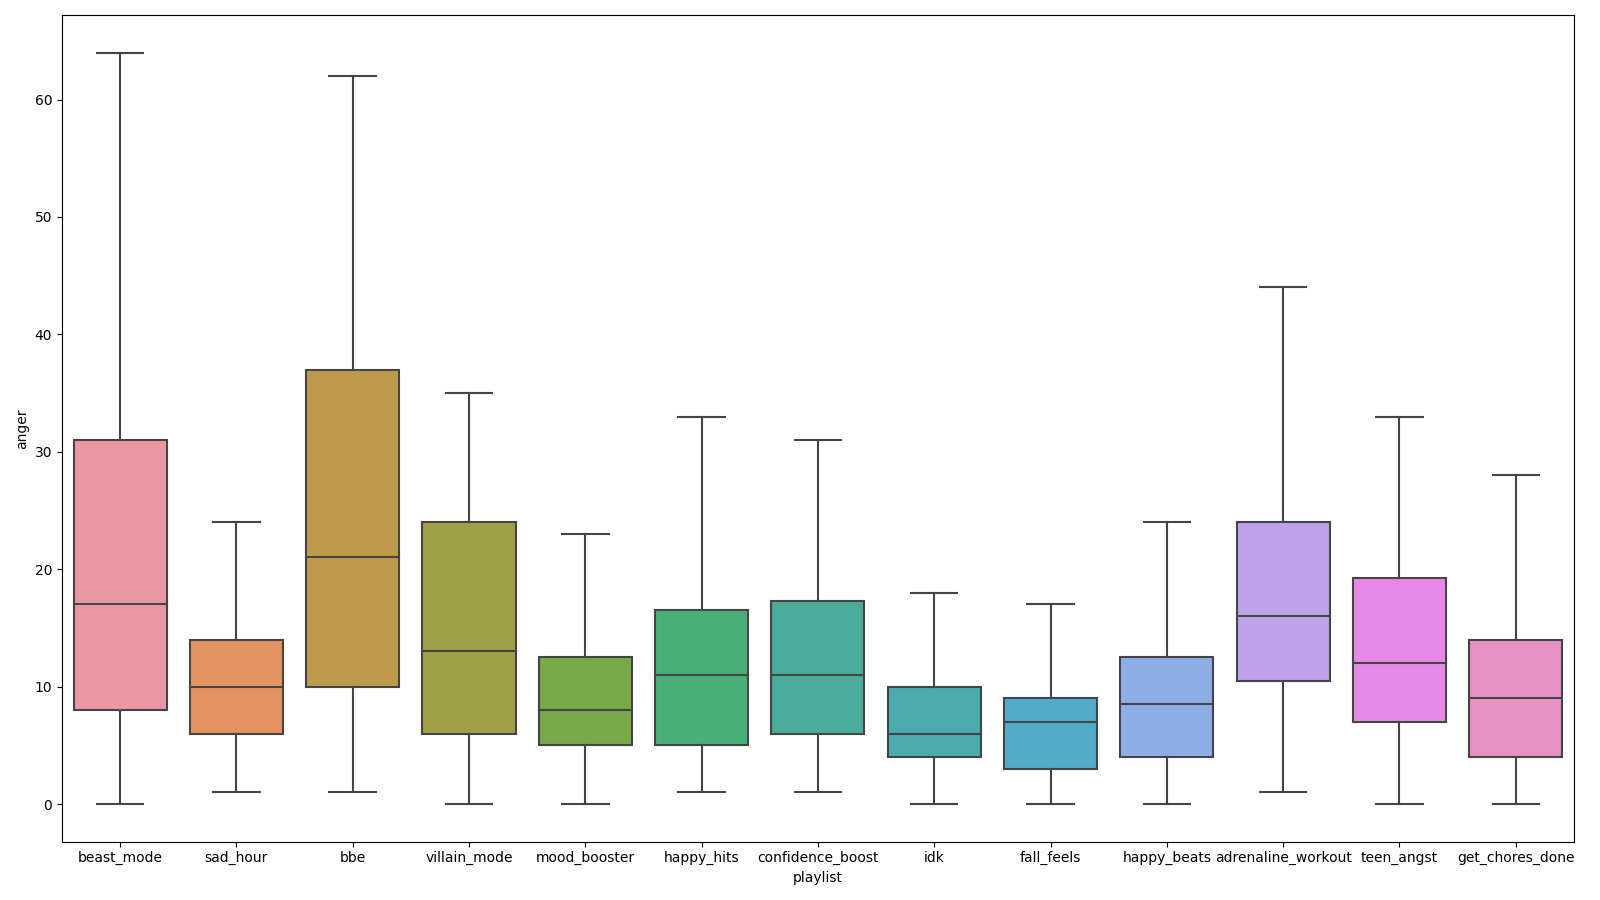 60
50
40
30
20
10
0
anger
beast_mode sad_hour bbe villain_mode mood_booster happy_hits confidence_boost idk fall_feels happy_beats adrenaline_workout teen_angst get_chores_done
playlist